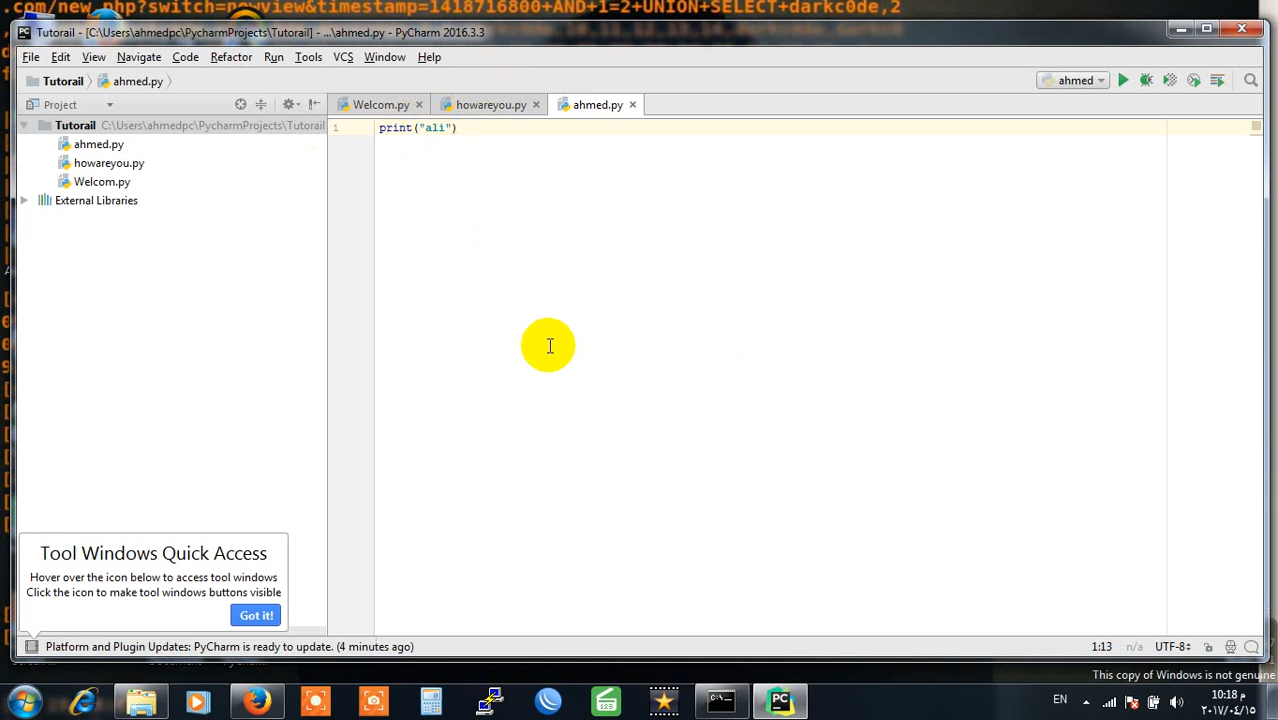 .com/new_php?switch=newview&timestamp=1418716800+AND+1=2+UNION+SELECT+darkc0de,2
Tutorail - [C:\Users\ahmedpc\PycharmProjects\Tutorail] - ...\ahmed.py - PyCharm 2016.3.3
File Edit View Navigate Code Refactor Run Tools VCS Window Help
Tutorail ahmed.py ahmed
Project Welcom.py howareyou.py ahmed.py
Tutorail C:\Users\ahmedpc\PycharmProjects\Tutorail
1 print("ali")
ahmed.py
howareyou.py
Welcom.py
External Libraries
Tool Windows Quick Access
Hover over the icon below to access tool windows
Click the icon to make tool windows buttons visible
Got it!
Platform and Plugin Updates: PyCharm is ready to update. (4 minutes ago) 1:13 n/a UTF-8
This copy of Windows is not genuine
EN
10:18 م
٢٠١٧/٠٤/١٥